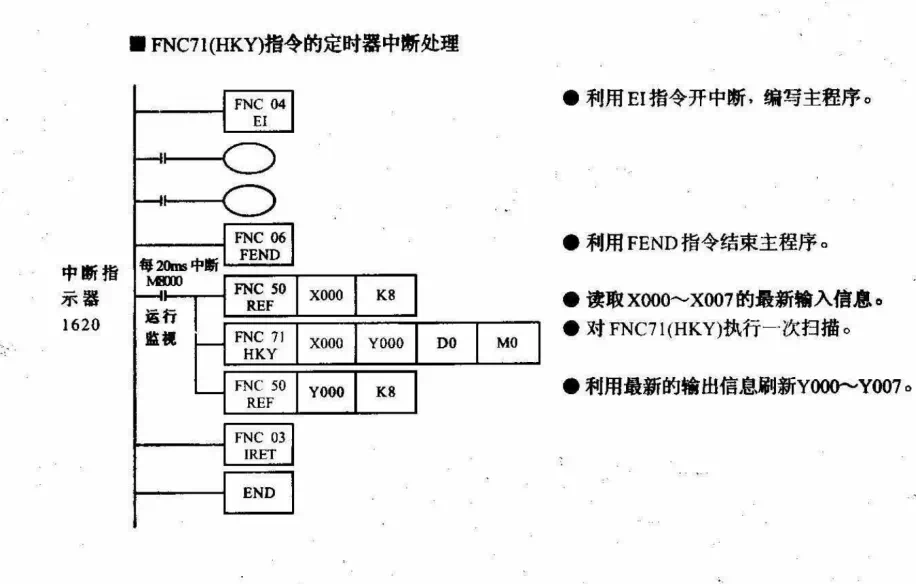 ■ FNC71(HKY)指令的定时器中断处理
FNC 04
EI
● 利用EI指令开中断，编写主程序。
FNC 06
FEND
● 利用FEND指令结束主程序。
中断指
示器
1620
每20ms中断
M8000
运行
监视
FNC 50
REF
X000
K8
● 读取X000～X007的最新输入信息。
FNC 71
HKY
X000
Y000
D0
M0
● 对FNC71(HKY)执行一次扫描。
FNC 50
REF
Y000
K8
● 利用最新的输出信息刷新Y000～Y007。
FNC 03
IRET
END